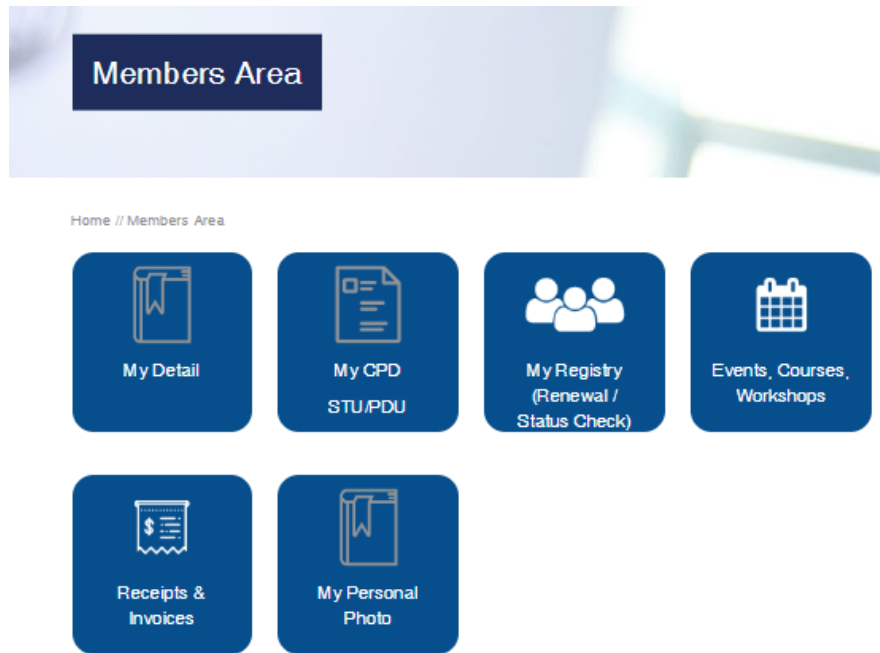 Members Area
Home // Members Area
My Detail
My CPD
STU/PDU
My Registry
(Renewal /
Status Check)
Events, Courses,
Workshops
$
Receipts &
Invoices
My Personal
Photo